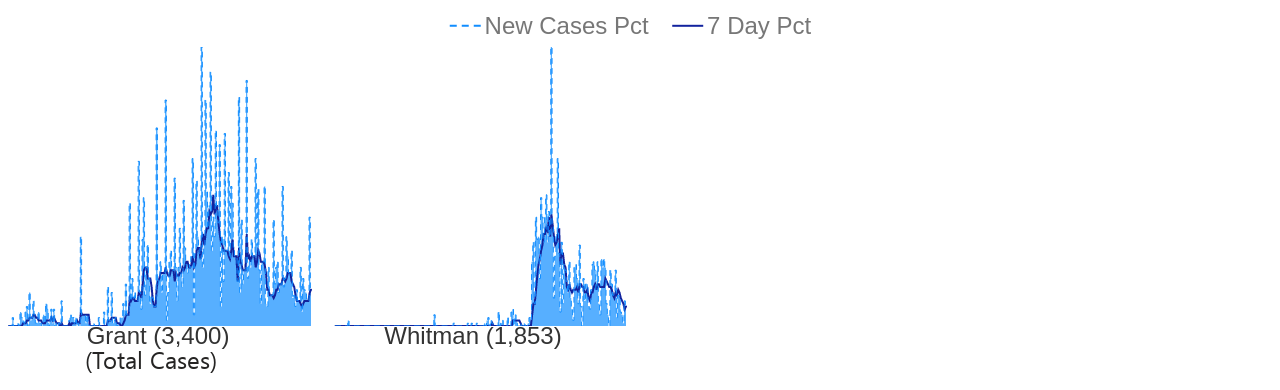 New Cases Pct 7 Day Pct
Grant (3,400) Whitman (1,853)
(Total Cases)